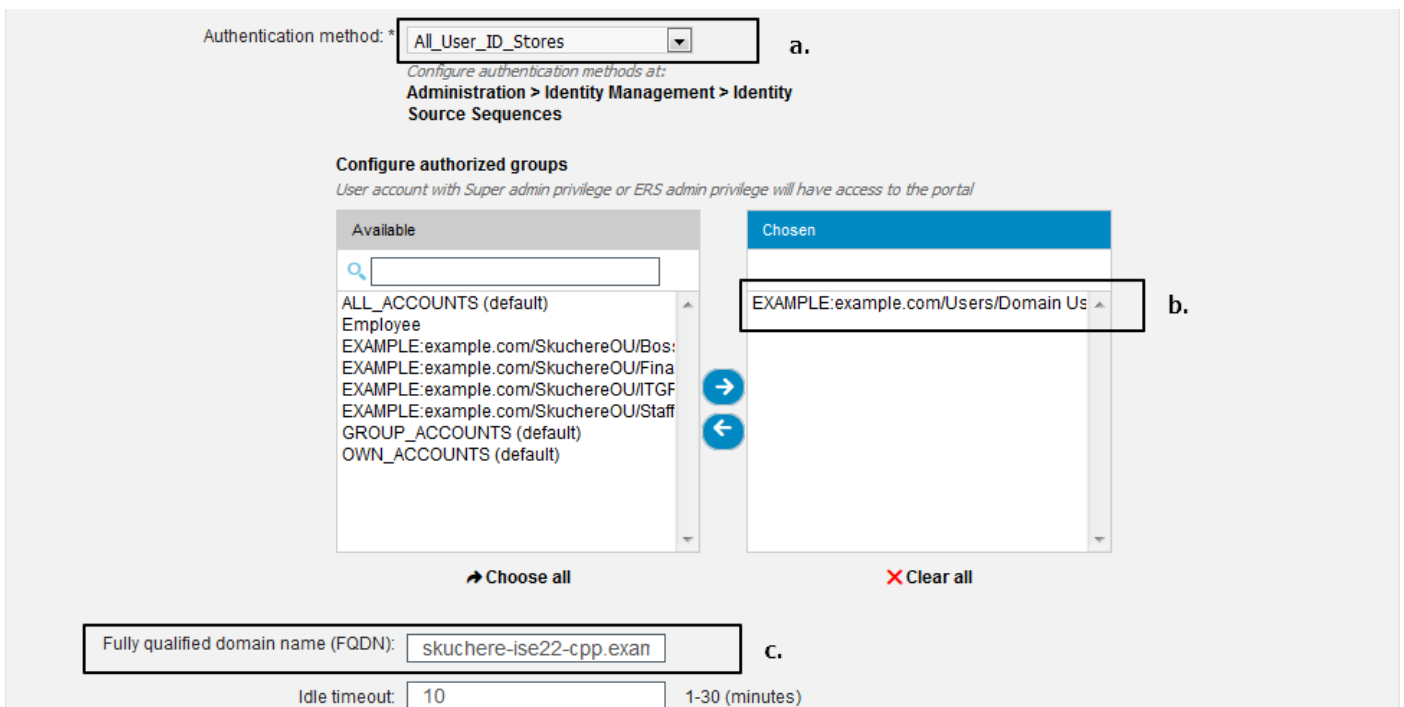 Authentication method: * All_User_ID_Stores a.
Configure authentication methods at:
Administration > Identity Management > Identity
Source Sequences
Configure authorized groups
User account with Super admin privilege or ERS admin privilege will have access to the portal
Available
ALL_ACCOUNTS (default)
Employee
EXAMPLE:example.com/SkuchereOU/Bos
EXAMPLE:example.com/SkuchereOU/Fina
EXAMPLE:example.com/SkuchereOU/ITGF
EXAMPLE:example.com/SkuchereOU/Staff
GROUP_ACCOUNTS (default)
OWN_ACCOUNTS (default)
Choose all
Chosen
EXAMPLE:example.com/Users/Domain Us b.
Clear all
Fully qualified domain name (FQDN): skuchere-ise22-cpp.exam c.
Idle timeout: 10 1-30 (minutes)